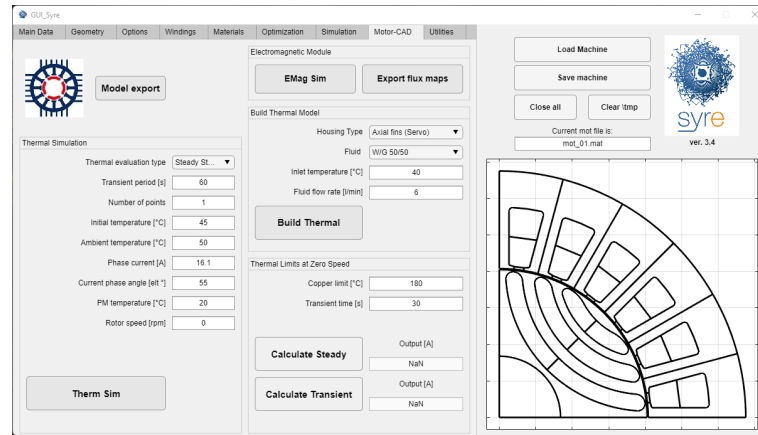 GUI_Syre
Main Data Geometry Options Windings Materials Optimization Simulation Motor-CAD Utilities
Model export
Thermal Simulation
Thermal evaluation type Steady St...
Transient period [s] 60
Number of points 1
Initial temperature [°C] 45
Ambient temperature [°C] 50
Phase current [A] 16.1
Current phase angle [elt °] 55
PM temperature [°C] 20
Rotor speed [rpm] 0
Therm Sim
Electromagnetic Module
EMag Sim Export flux maps
Build Thermal Model
Housing Type Axial fins (Servo)
Fluid W/G 50/50
Inlet temperature [°C] 40
Fluid flow rate [l/min] 6
Build Thermal
Thermal Limits at Zero Speed
Copper limit [°C] 180
Transient time [s] 30
Calculate Steady
Output [A]
NaN
Calculate Transient
Output [A]
NaN
Load Machine
Save machine
Close all Clear \tmp
Current mot file is:
mot_01.mat
syre
ver. 3.4